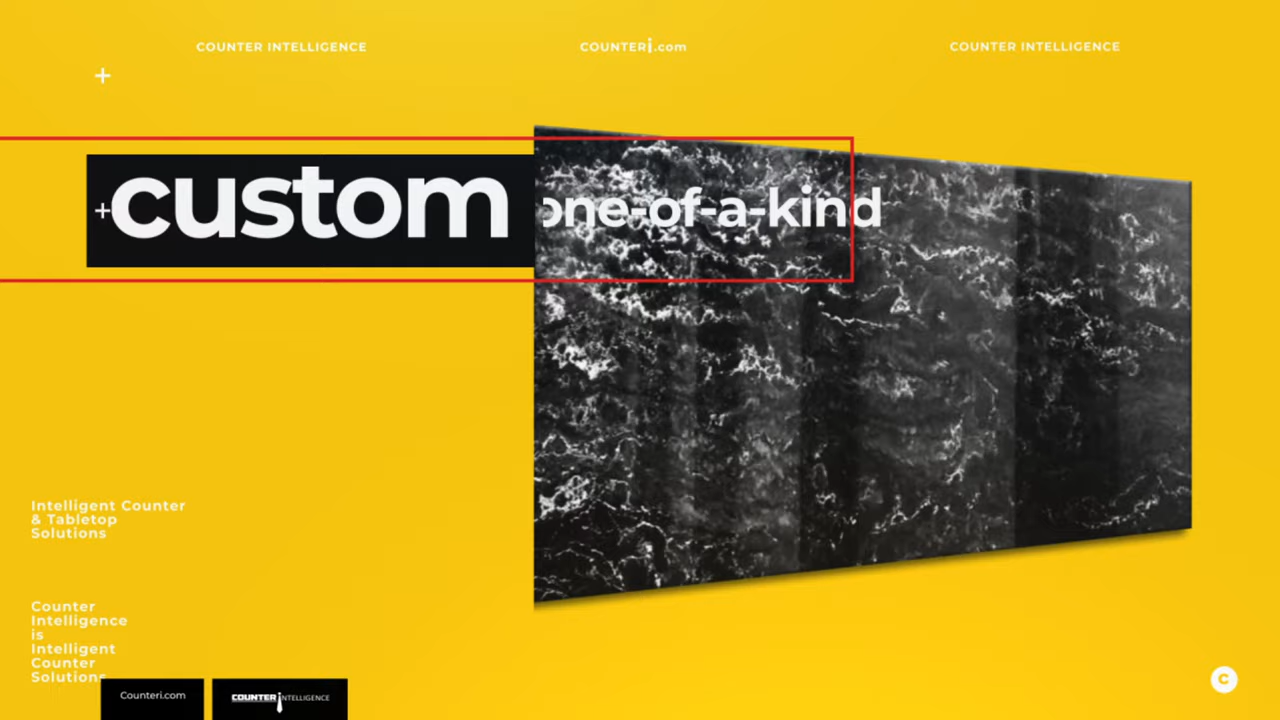 COUNTER INTELLIGENCE
COUNTERi.com
COUNTER INTELLIGENCE
+
+custom one-of-a-kind
Intelligent Counter
& Tabletop
Solutions
Counter
Intelligence
is
Intelligent
Counter
Solutions
Counteri.com
COUNTER INTELLIGENCE
C